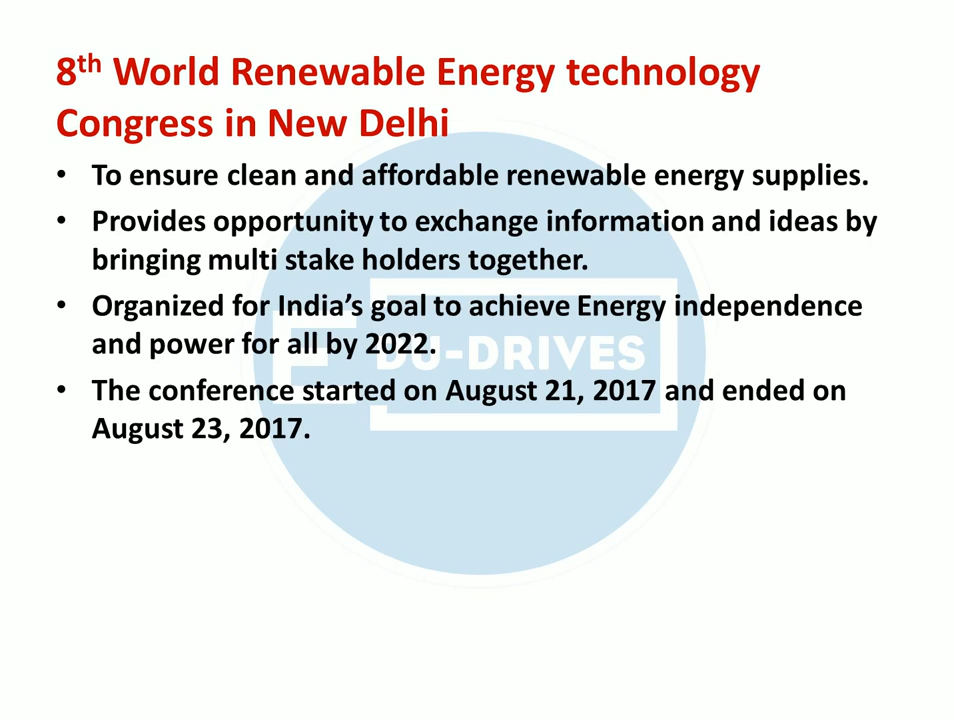 8th World Renewable Energy technology
Congress in New Delhi
• To ensure clean and affordable renewable energy supplies.
• Provides opportunity to exchange information and ideas by
bringing multi stake holders together.
• Organized for India’s goal to achieve Energy independence
and power for all by 2022.
E DU-DRIVES
• The conference started on August 21, 2017 and ended on
August 23, 2017.